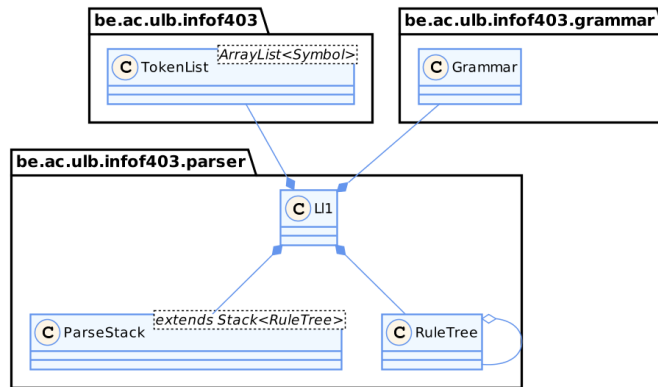 be.ac.ulb.infof403
be.ac.ulb.infof403.grammar
ArrayList<Symbol>
C TokenList
C Grammar
be.ac.ulb.infof403.parser
C Ll1
extends Stack<RuleTree>
C ParseStack
C RuleTree